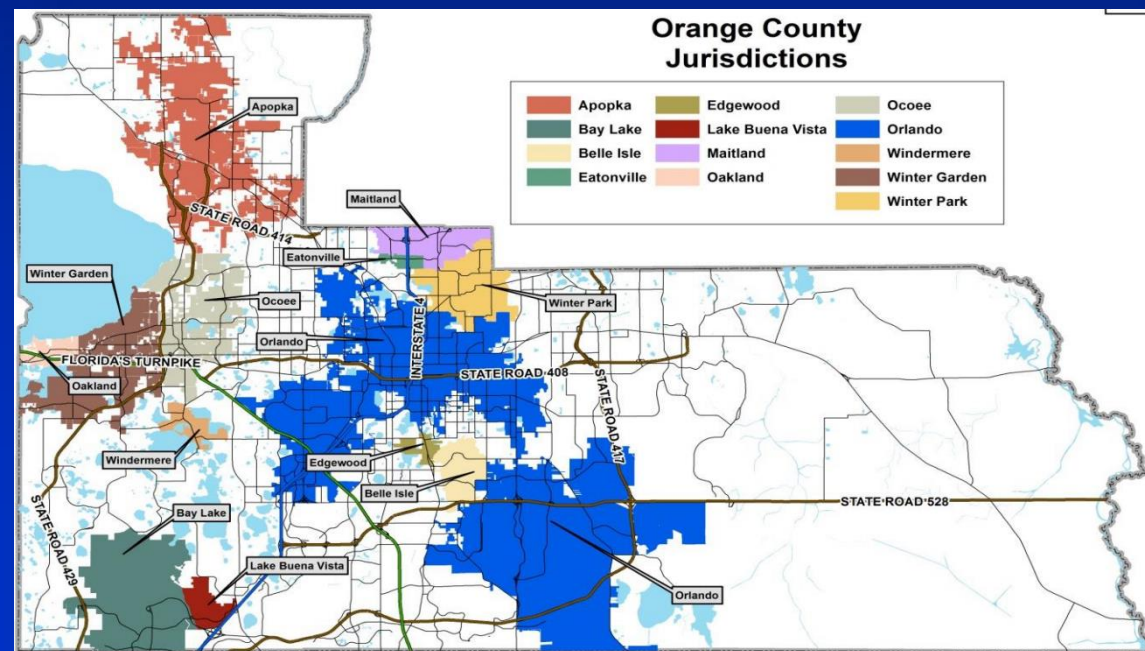 Orange County
Jurisdictions
Apopka
Edgewood
Ocoee
Bay Lake
Lake Buena Vista
Orlando
Belle Isle
Maitland
Windermere
Eatonville
Oakland
Winter Garden
Winter Park
Apopka
Maitland
STATE ROAD 414
Eatonville
Winter Garden
Ocoee
Winter Park
Orlando
INTERSTATE 4
FLORIDA'S TURNPIKE
STATE ROAD 408
Oakland
STATE ROAD 417
Windermere
Edgewood
Belle Isle
STATE ROAD 528
Bay Lake
STATE ROAD 429
Lake Buena Vista
Orlando